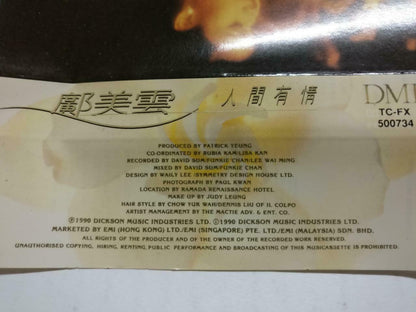 鄺美雲 人間有情
DMI
TC-FX
500734
PRODUCED BY PATRICK YEUNG
CO-ORDINATED BY RUBIA KAM/LISA KAN
RECORDED BY DAVID SUM/FUNKIE CHAN/LEE WAI MING
MIXED BY DAVID SUM/FUNKIE CHAN
DESIGN BY WAILY LEE/SYMMETRY DESIGN HOUSE LTD.
PHOTOGRAPH BY PAUL KWAN
LOCATION BY RAMADA RENAISSANCE HOTEL
MAKE UP BY JUDY LEUNG
HAIR STYLE BY CHOW YUK WAH/DENNIS LIU OF IL COLPO
ARTIST MANAGEMENT BY THE MACTIE ADV. & ENT. CO.
Ⓟ1990 DICKSON MUSIC INDUSTRIES LTD. ©1990 DICKSON MUSIC INDUSTRIES LTD.
MARKETED BY EMI (HONG KONG) LTD./EMI (SINGAPORE) PTE. LTD./EMI (MALAYSIA) SDN. BHD.
ALL RIGHTS OF THE PRODUCER AND OF THE OWNER OF THE RECORDED WORK RESERVED.
UNAUTHORISED COPYING, HIRING, RENTING, PUBLIC PERFORMANCE AND BROADCASTING OF THIS MUSICASSETTE IS PROHIBITED.